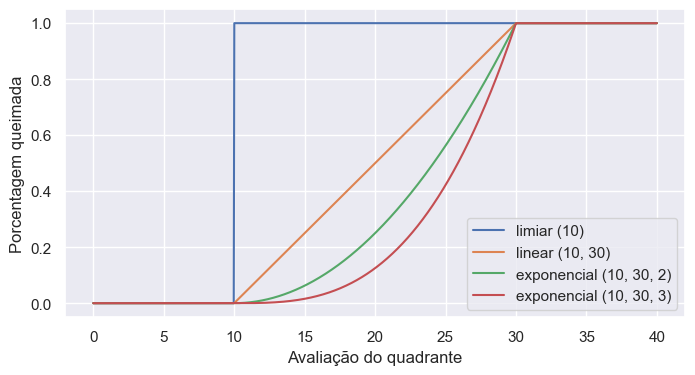 1.0
0.8
0.6
0.4
0.2
0.0
Porcentagem queimada
limiar (10)
linear (10, 30)
exponencial (10, 30, 2)
exponencial (10, 30, 3)
0 5 10 15 20 25 30 35 40
Avaliação do quadrante